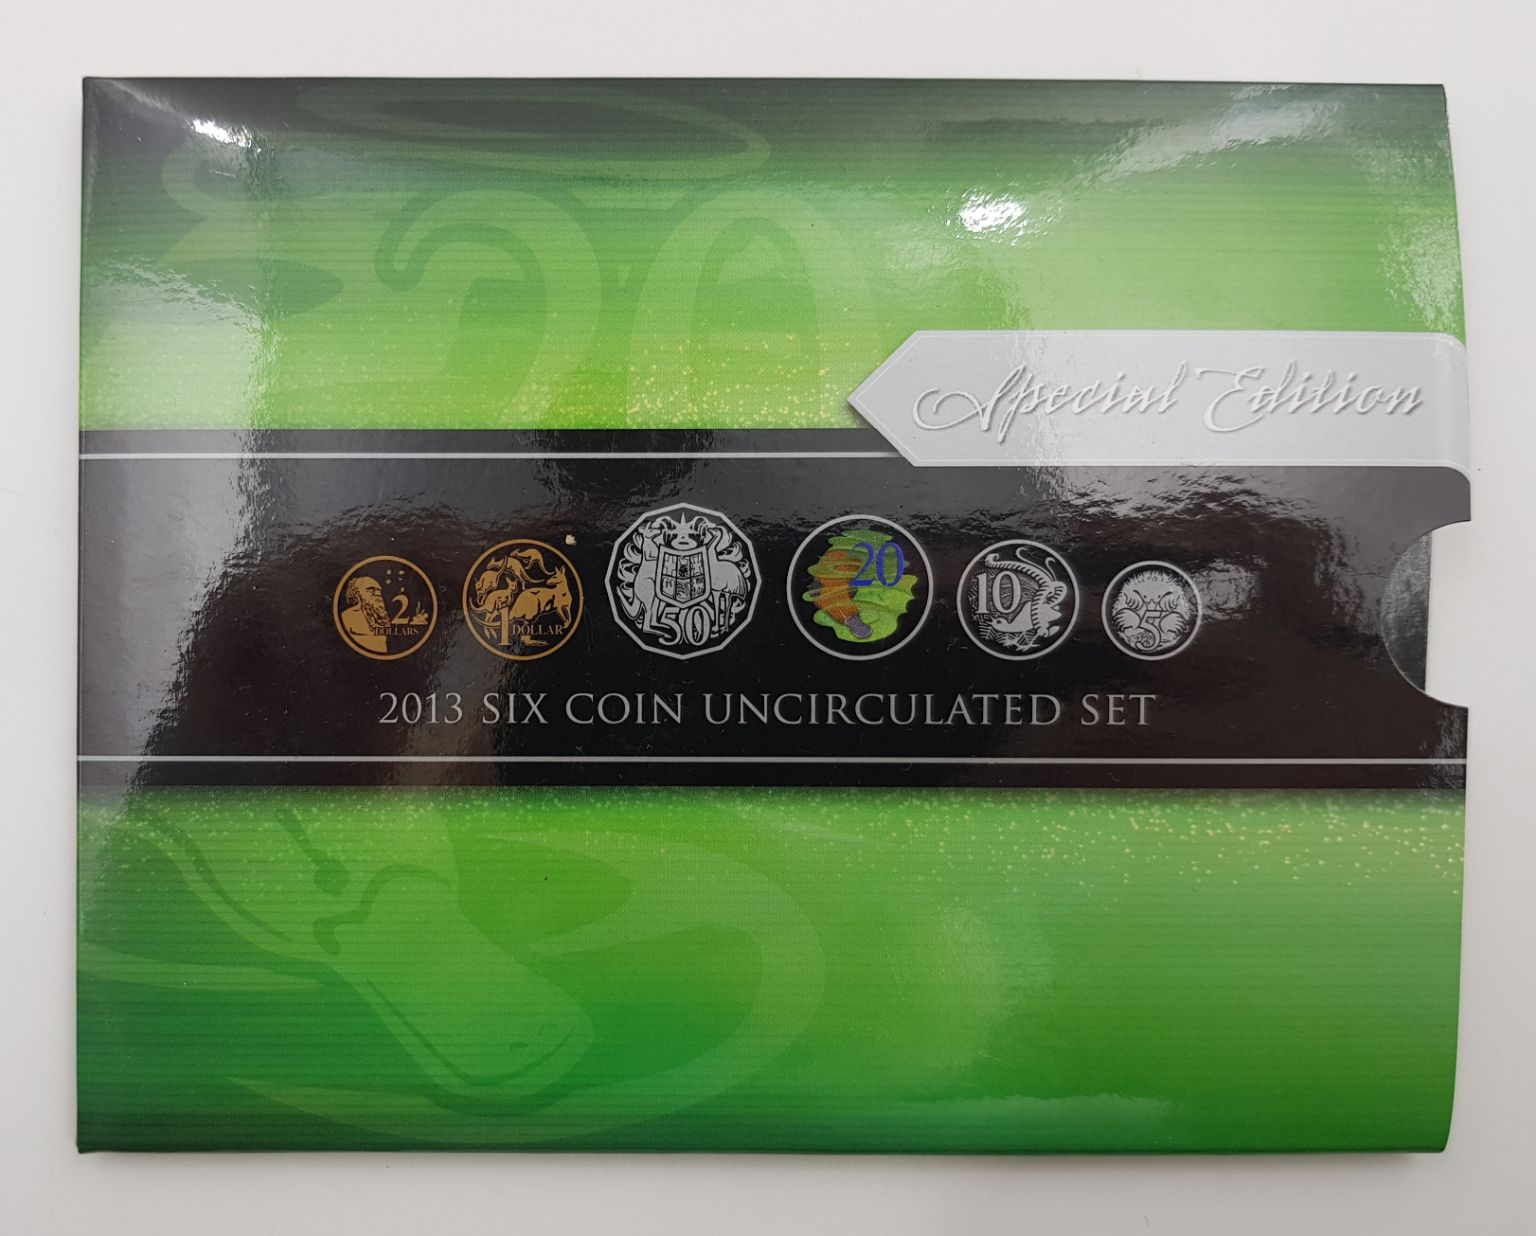 Special Edition
2 DOLLARS
1 DOLLAR
50
20
10
5
2013 SIX COIN UNCIRCULATED SET